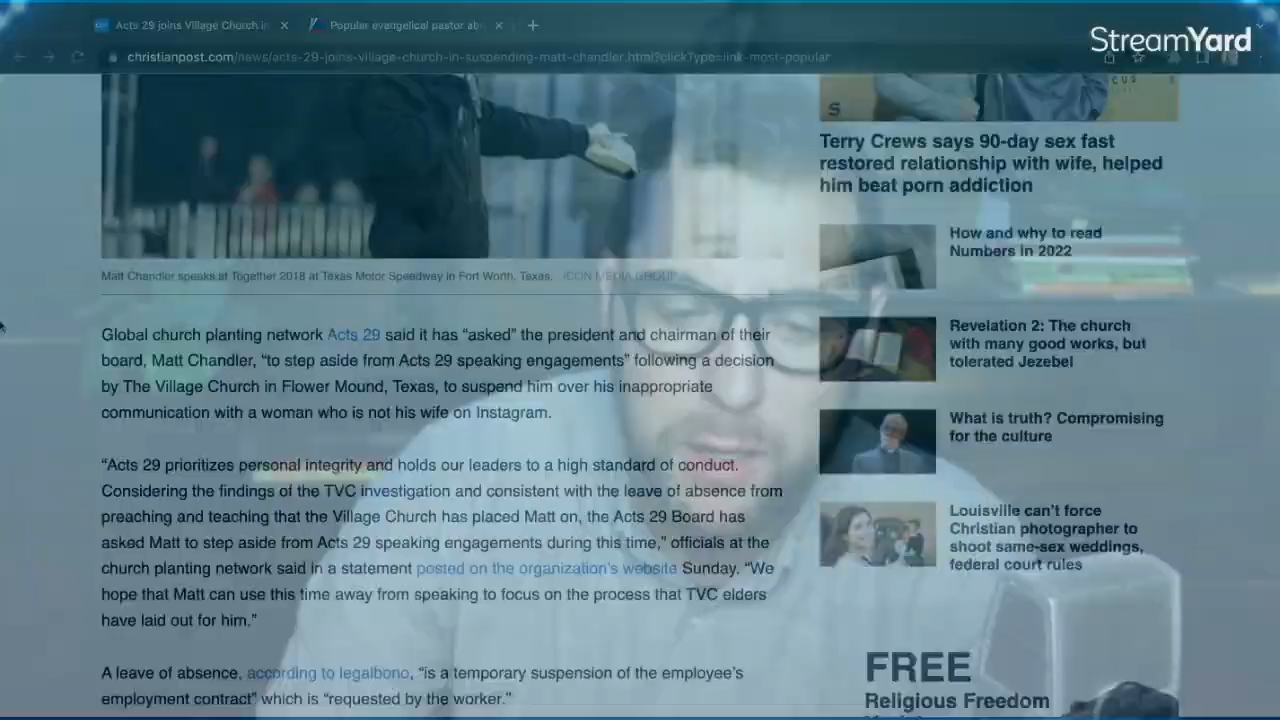 Acts 29 joins Village Church in
Popular evangelical pastor ab
StreamYard
christianpost.com/news/acts-29-joins-village-church-in-suspending-matt-chandler.html?clickType=link-most-popular
S
CUS
Matt Chandler speaks at Together 2018 at Texas Motor Speedway in Fort Worth, Texas. ICON MEDIA GROUP
Global church planting network Acts 29 said it has “asked” the president and chairman of their
board, Matt Chandler, “to step aside from Acts 29 speaking engagements” following a decision
by The Village Church in Flower Mound, Texas, to suspend him over his inappropriate
communication with a woman who is not his wife on Instagram.
“Acts 29 prioritizes personal integrity and holds our leaders to a high standard of conduct.
Considering the findings of the TVC investigation and consistent with the leave of absence from
preaching and teaching that the Village Church has placed Matt on, the Acts 29 Board has
asked Matt to step aside from Acts 29 speaking engagements during this time,” officials at the
church planting network said in a statement posted on the organization’s website Sunday. “We
hope that Matt can use this time away from speaking to focus on the process that TVC elders
have laid out for him.”
A leave of absence, according to legalbono, “is a temporary suspension of the employee’s
employment contract” which is “requested by the worker.”
Terry Crews says 90-day sex fast
restored relationship with wife, helped
him beat porn addiction
How and why to read
Numbers in 2022
Revelation 2: The church
with many good works, but
tolerated Jezebel
What is truth? Compromising
for the culture
Louisville can’t force
Christian photographer to
shoot same-sex weddings,
federal court rules
FREE
Religious Freedom